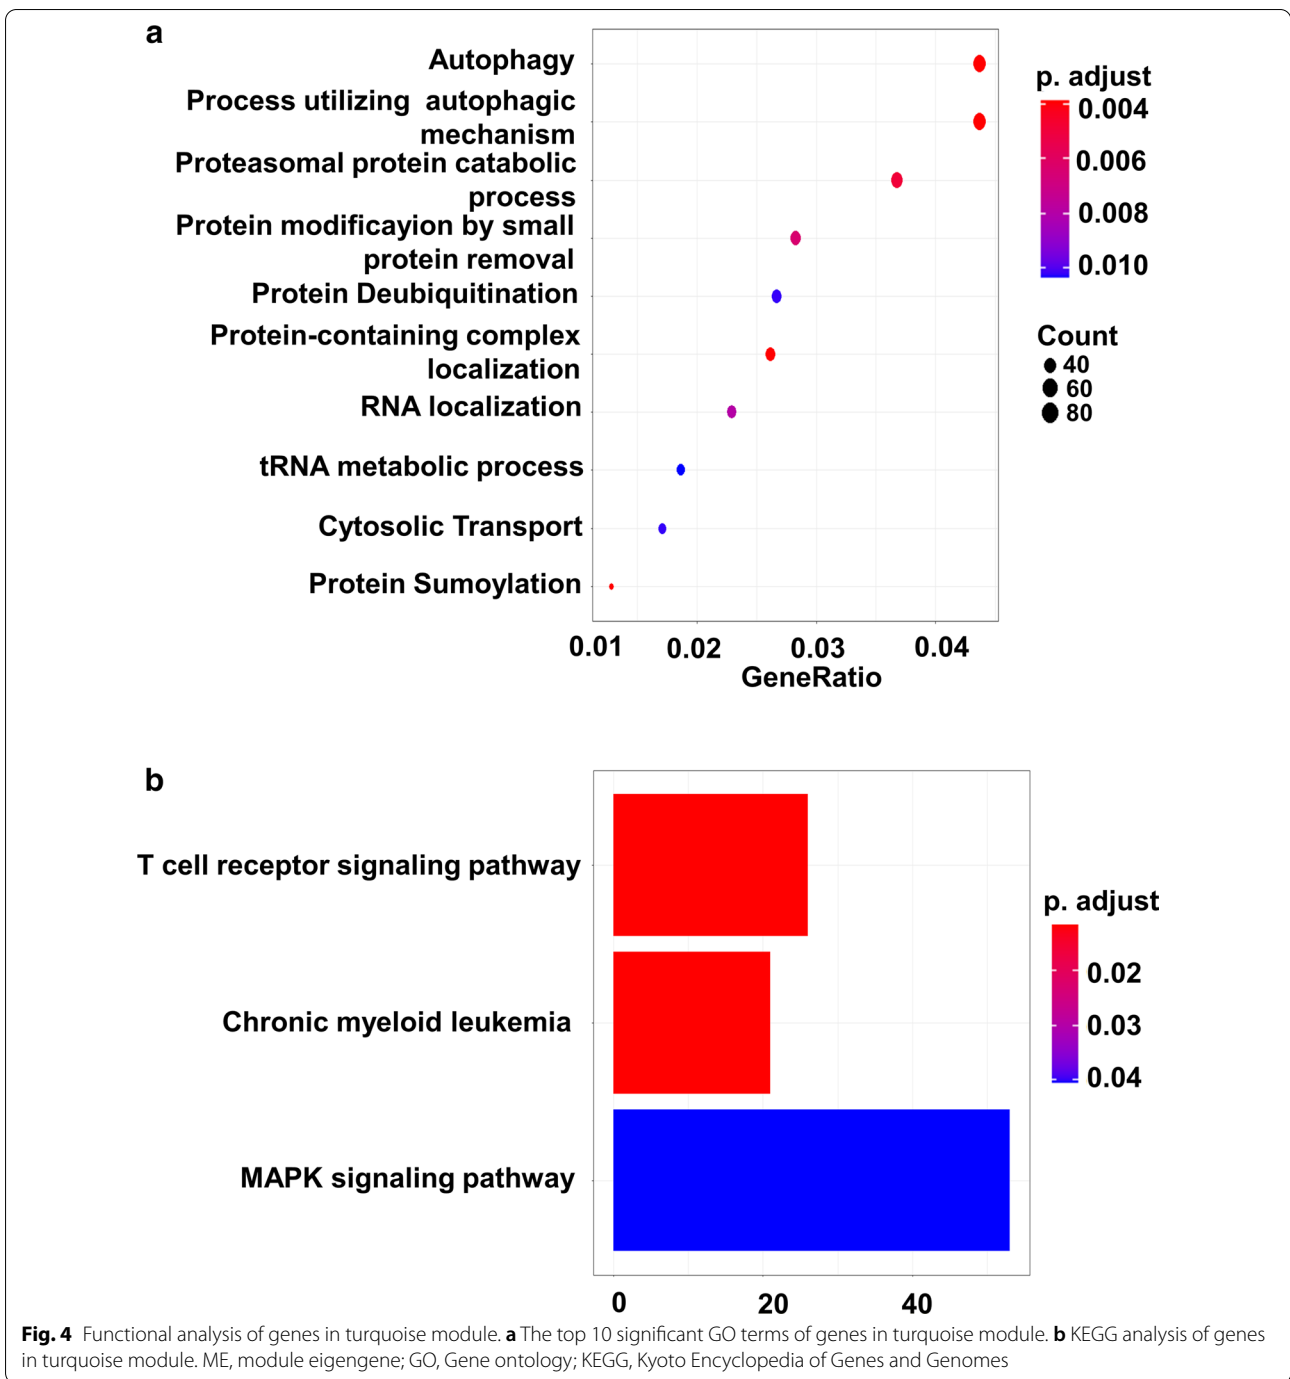 a
Autophagy
Process utilizing autophagic
mechanism
Proteasomal protein catabolic
process
Protein modificayion by small
protein removal
Protein Deubiquitination
Protein-containing complex
localization
RNA localization
tRNA metabolic process
Cytosolic Transport
Protein Sumoylation
0.01 0.02 0.03 0.04
GeneRatio
p. adjust
0.004
0.006
0.008
0.010
Count
40
60
80
b
T cell receptor signaling pathway
Chronic myeloid leukemia
MAPK signaling pathway
0 20 40
p. adjust
0.02
0.03
0.04
Fig. 4 Functional analysis of genes in turquoise module. a The top 10 significant GO terms of genes in turquoise module. b KEGG analysis of genes
in turquoise module. ME, module eigengene; GO, Gene ontology; KEGG, Kyoto Encyclopedia of Genes and Genomes